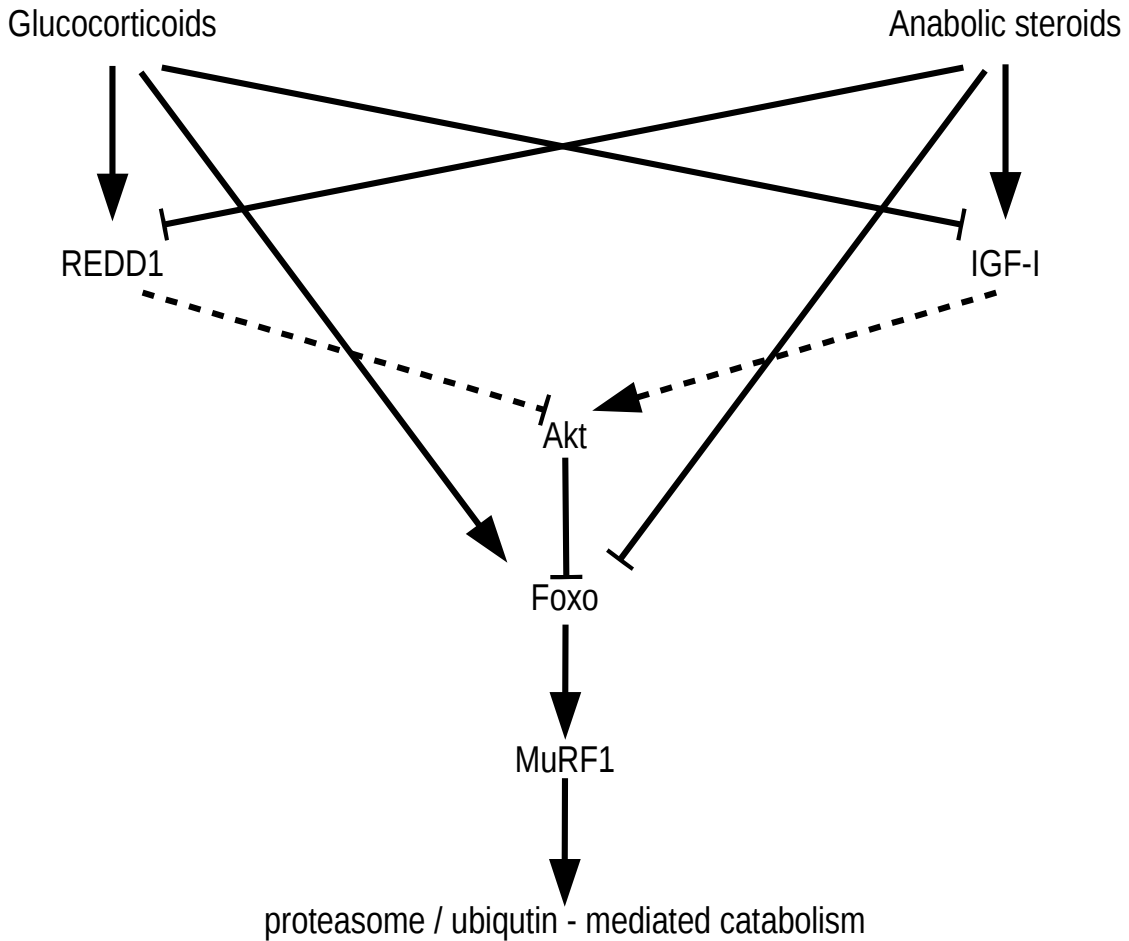 Glucocorticoids
Anabolic steroids
REDD1
IGF-I
Akt
Foxo
MuRF1
proteasome / ubiqutin - mediated catabolism